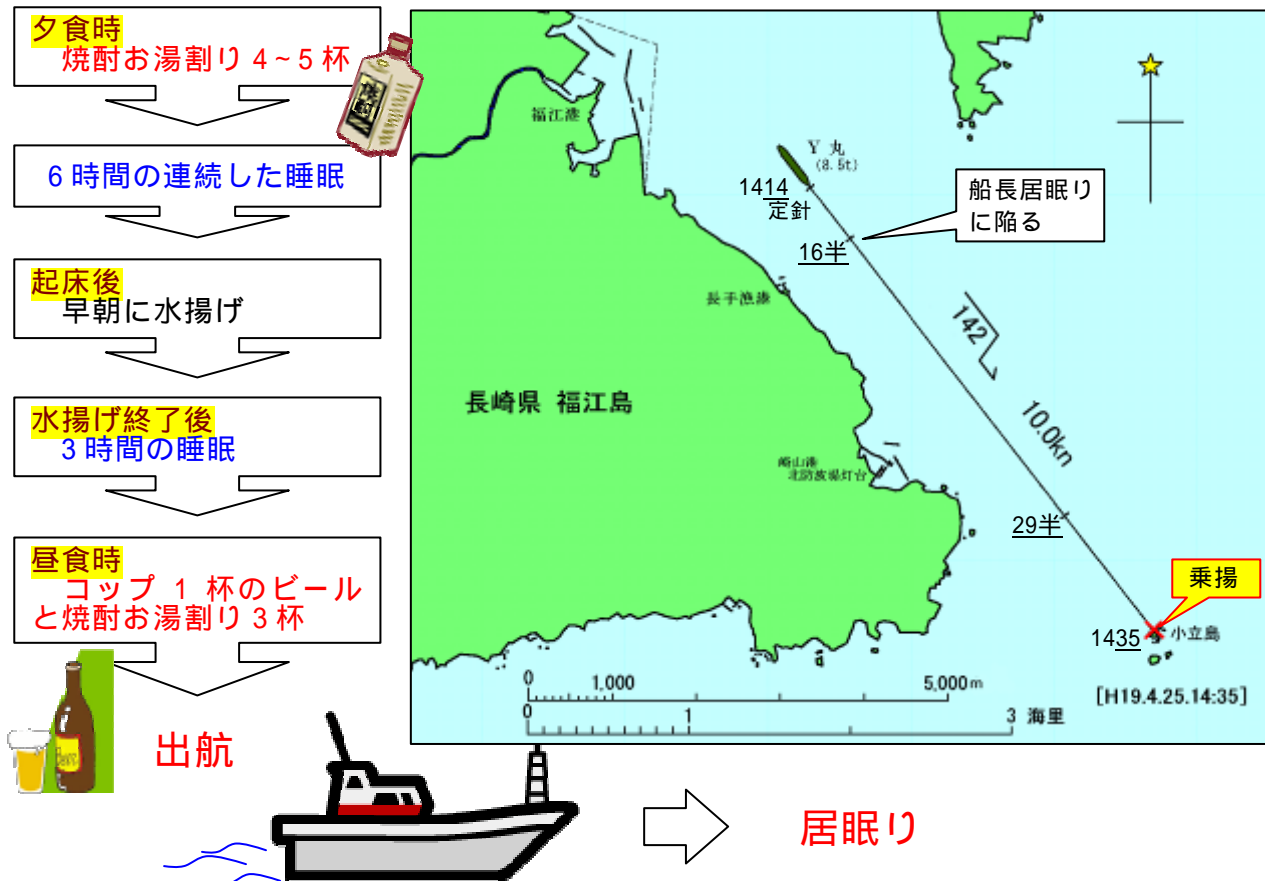 夕食時
焼酎お湯割り4~5杯
焼酎
6時間の連続した睡眠
起床後
早朝に水揚げ
水揚げ終了後
3時間の睡眠
昼食時
コップ 1 杯のビール
と焼酎お湯割り3杯
出航
居眠り
福江港
Y 丸
(8.5t)
1414
定針
船長居眠り
に陥る
16半
長手漁港
142
長崎県 福江島
10.0kn
崎山港
北防波堤灯台
29半
乗揚
1435
小立島
[H19.4.25.14:35]
0
1,000
5,000m
0
1
3 海里